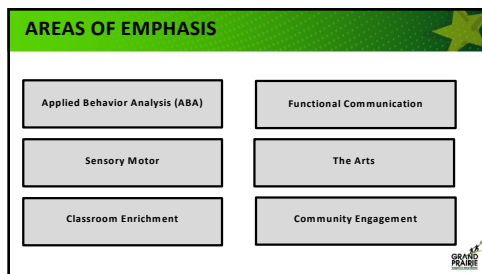 AREAS OF EMPHASIS
Applied Behavior Analysis (ABA)
Functional Communication
Sensory Motor
The Arts
Classroom Enrichment
Community Engagement
GRAND
PRAIRIE